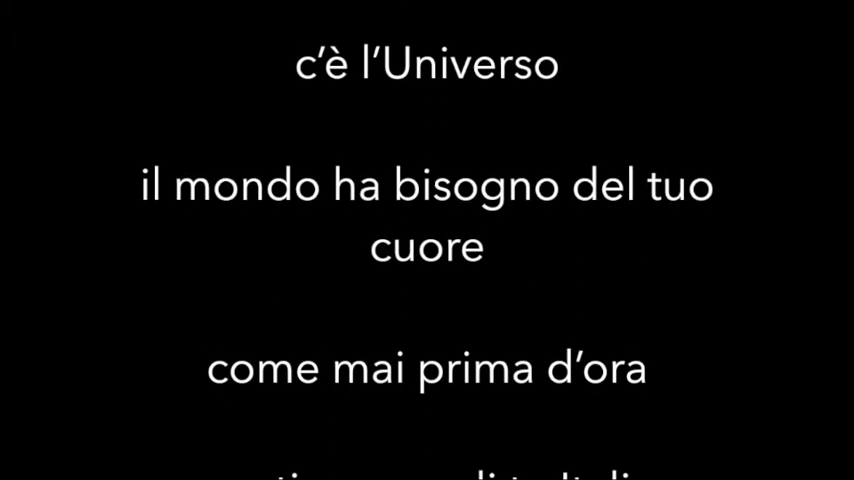 c’è l’Universo
il mondo ha bisogno del tuo
cuore
come mai prima d’ora